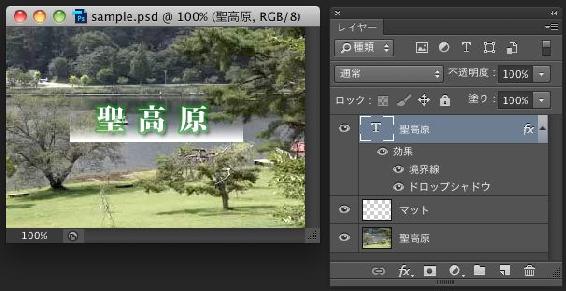 sample.psd @ 100% (聖高原, RGB/8)
聖高原
100%
レイヤー
種類
通常
不透明度: 100%
ロック:
塗り: 100%
T 聖高原 fx
効果
境界線
ドロップシャドウ
マット
聖高原
fx